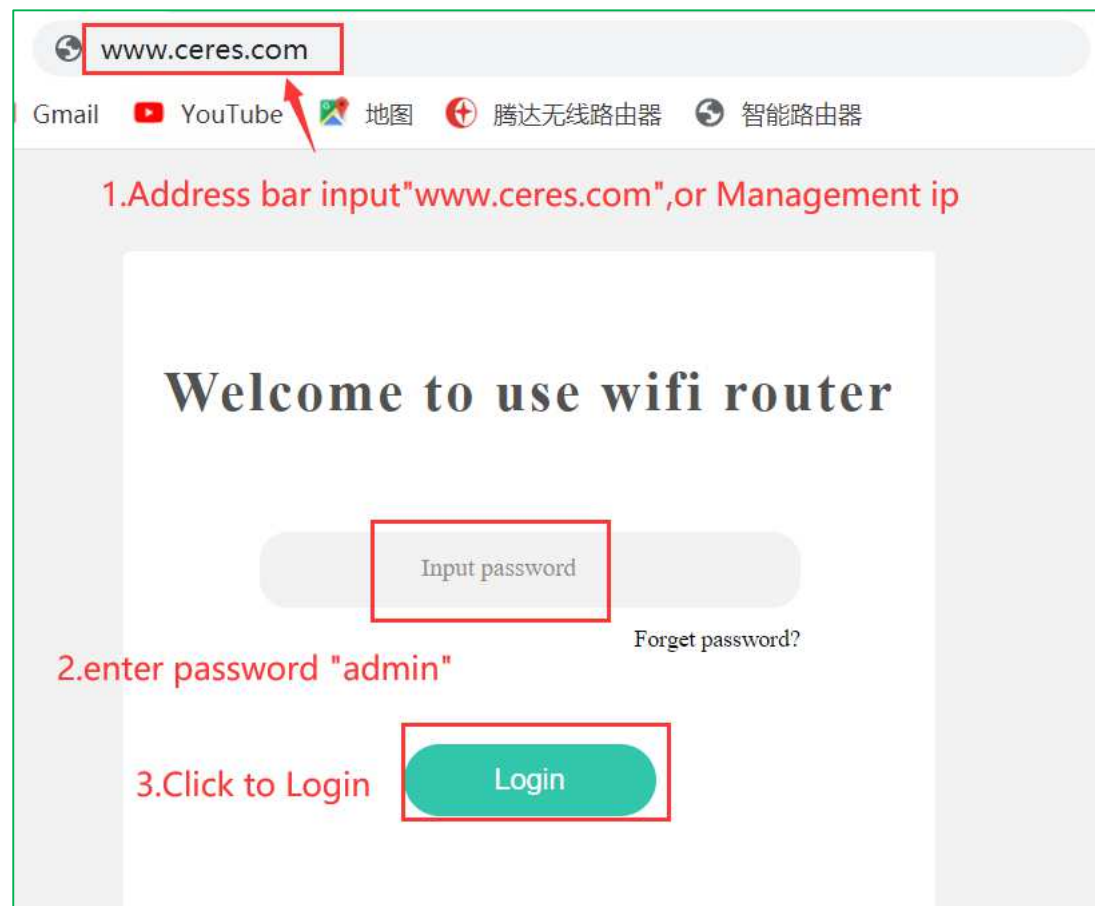 www.ceres.com
Gmail YouTube 地图 腾达无线路由器 智能路由器
1.Address bar input"www.ceres.com",or Management ip
Welcome to use wifi router
Input password
Forget password?
2.enter password "admin"
3.Click to Login Login